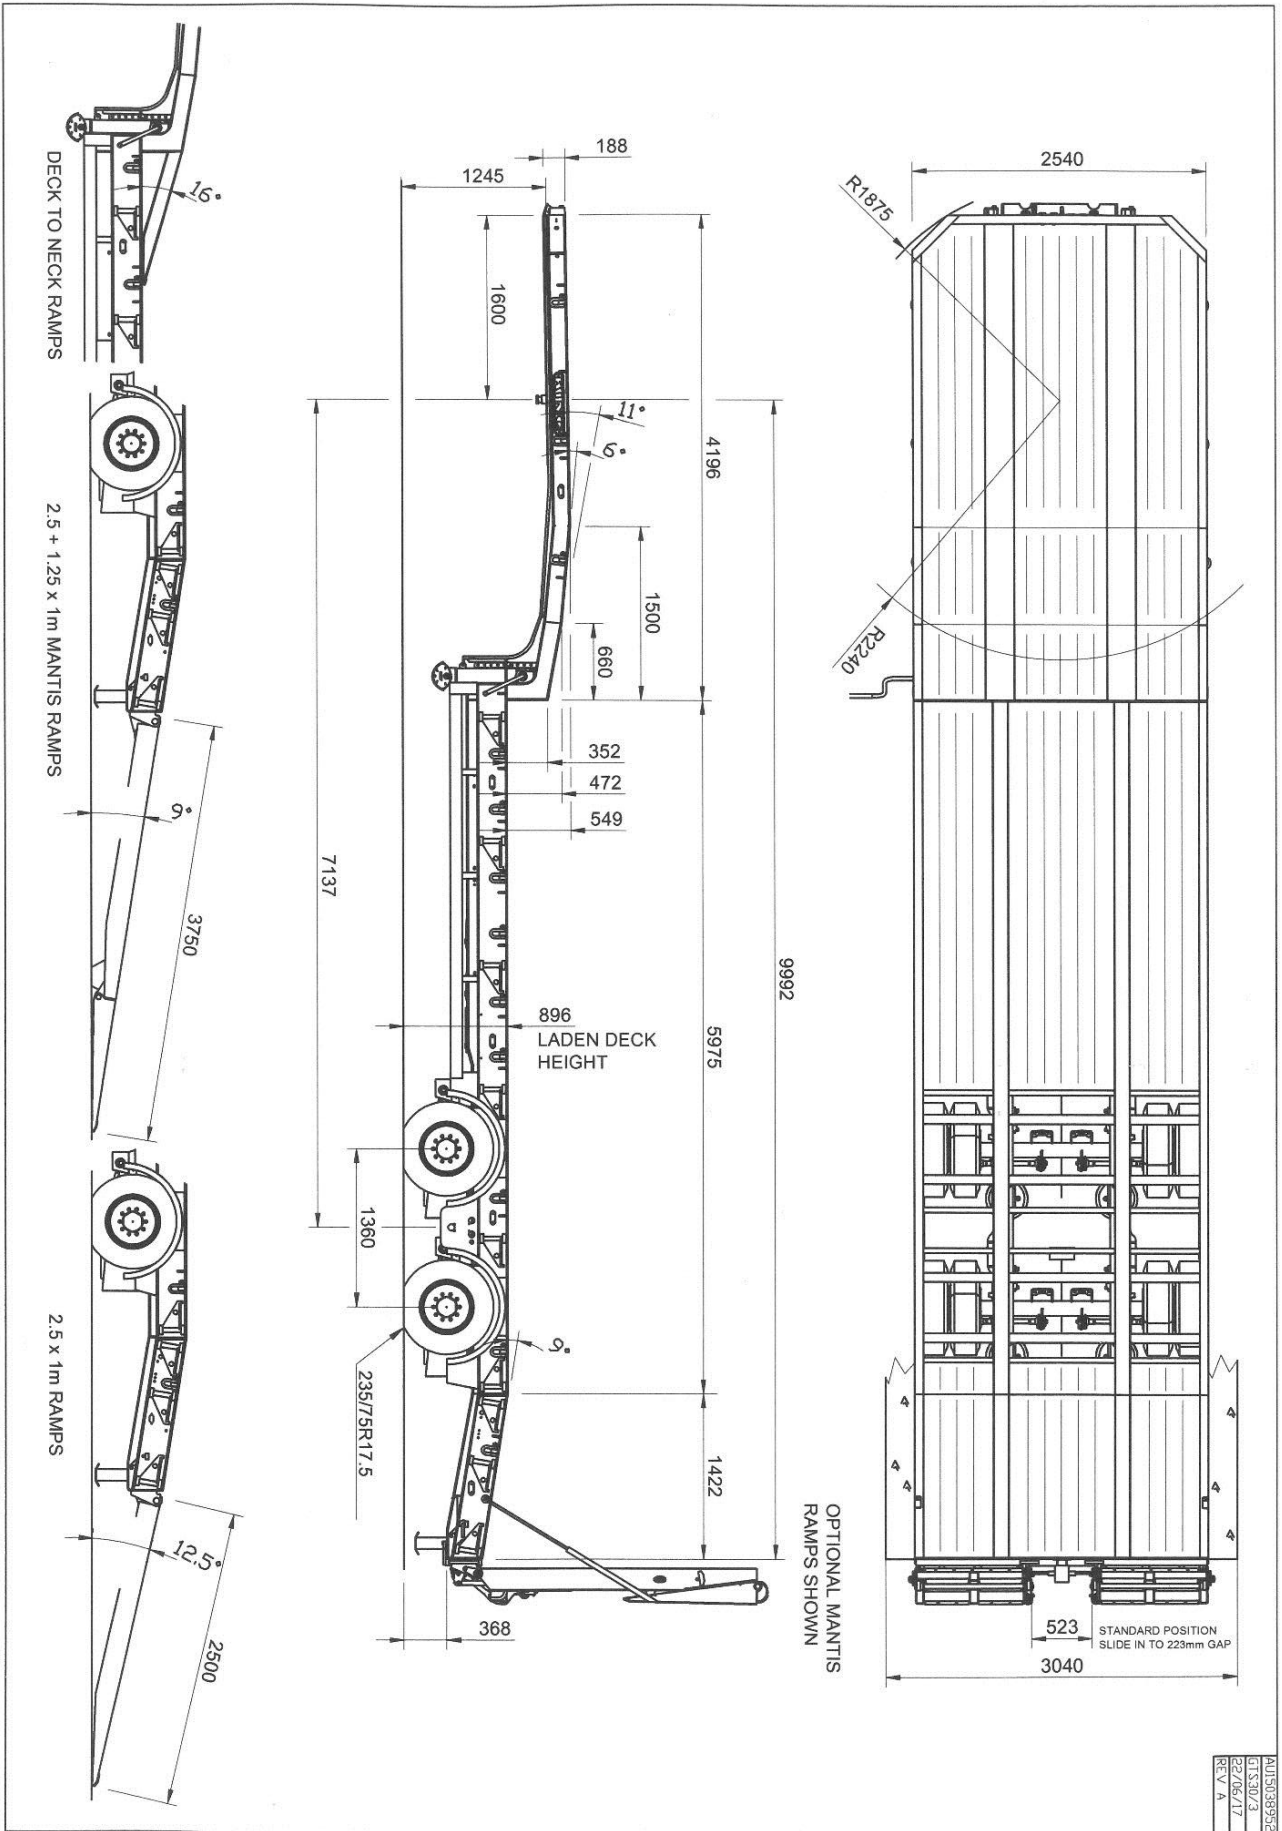 2540
R1875
R2240
523
STANDARD POSITION
SLIDE IN TO 223mm GAP
3040
188
1245
1600
11°
6°
4196
1500
660
352
472
549
9992
7137
5975
896
LADEN DECK
HEIGHT
1360
9°
235/75R17.5
1422
368
OPTIONAL MANTIS
RAMPS SHOWN
16°
DECK TO NECK RAMPS
9°
3750
2.5 + 1.25 x 1m MANTIS RAMPS
12.5°
2500
2.5 x 1m RAMPS
AU15038952
GTS30/3
22/06/17
REV A